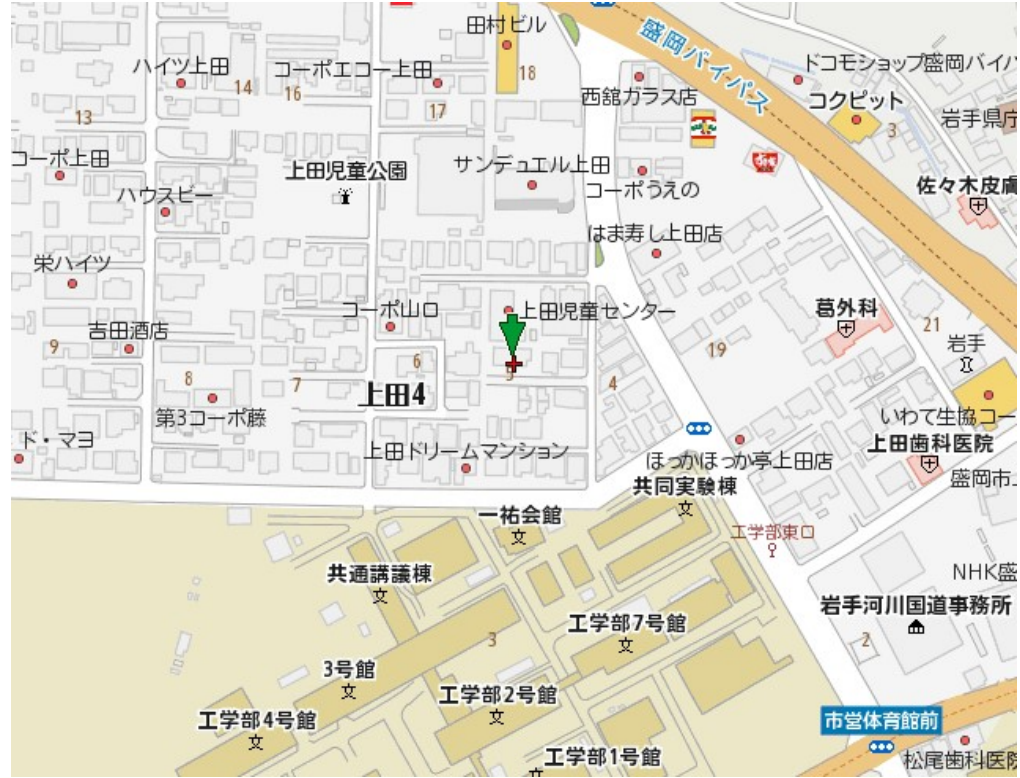 田村ビル
盛岡バイパス
ハイツ上田
コーポエコー上田
18
ドコモショップ盛岡バイパ
14
16
西舘ガラス店
コクピット
13
17
3
岩手県庁
コーポ上田
上田児童公園
サンデュエル上田
コーポうえの
佐々木皮膚
ハウスビー
はま寿し上田店
栄ハイツ
コーポ山口
上田児童センター
葛外科
21
吉田酒店
岩手
9
6
19
8
7
上田4
5
4
第3コーポ藤
いわて生協コー
ド・マヨ
上田ドリームマンション
ほっかほっか亭上田店
上田歯科医院
盛岡市上
共同実験棟
一祐会館
工学部東口
共通講議棟
NHK盛
岩手河川国道事務所
工学部7号館
3
2
3号館
工学部2号館
工学部4号館
市営体育館前
工学部1号館
松尾歯科医院